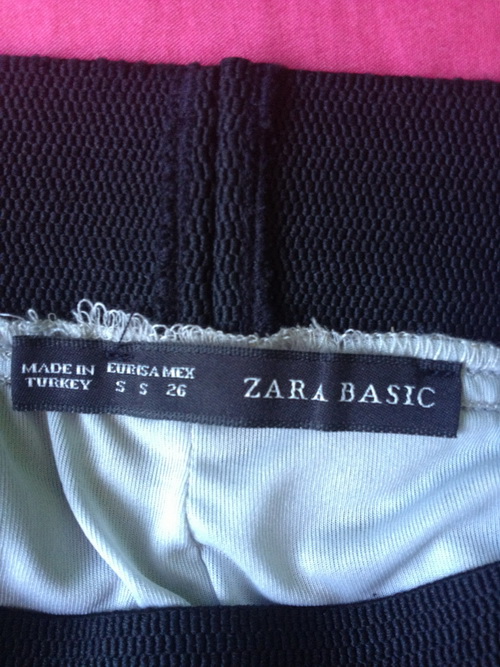 MADE IN
TURKEY
EUR USA MEX
S S 26
ZARA BASIC